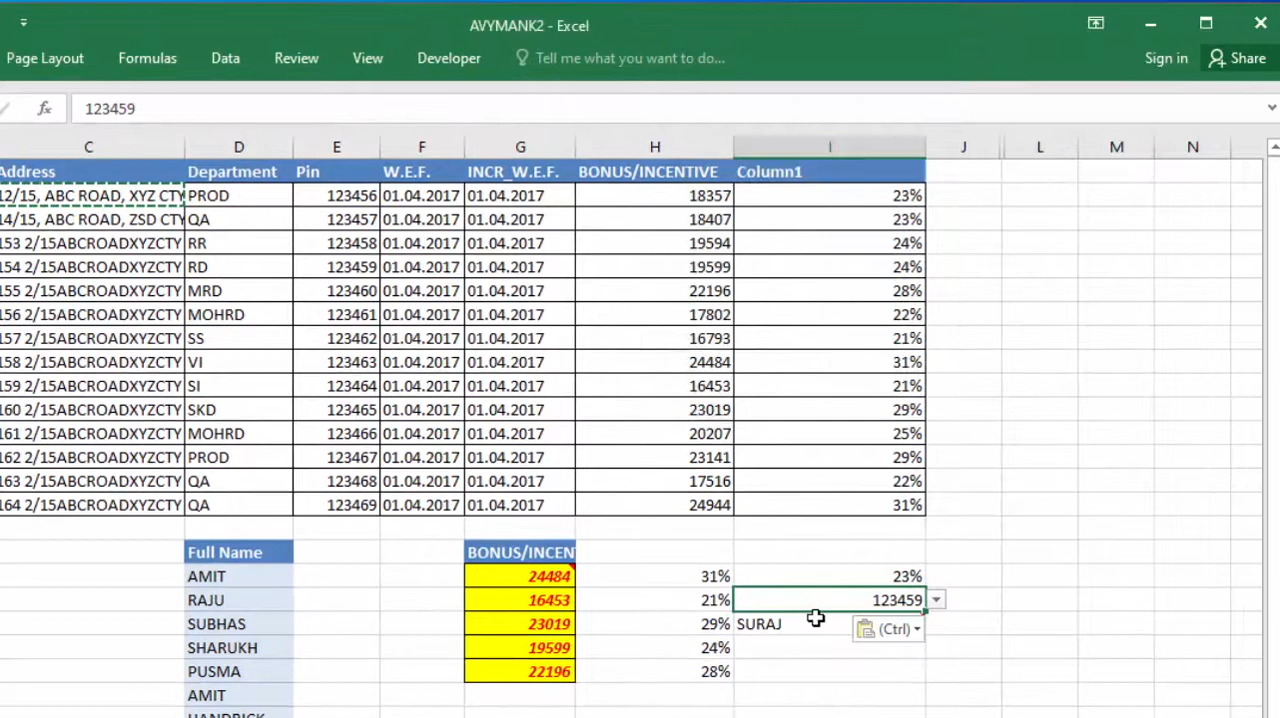 AVYMANK2 - Excel
Page Layout Formulas Data Review View Developer Tell me what you want to do... Sign in Share
fx 123459
C D E F G H I J L M N
Address Department Pin W.E.F. INCR_W.E.F. BONUS/INCENTIVE Column1
12/15, ABC ROAD, XYZ CTY PROD 123456 01.04.2017 01.04.2017 18357 23%
14/15, ABC ROAD, ZSD CTY QA 123457 01.04.2017 01.04.2017 18407 23%
153 2/15ABCROADXYZCTY RR 123458 01.04.2017 01.04.2017 19594 24%
154 2/15ABCROADXYZCTY RD 123459 01.04.2017 01.04.2017 19599 24%
155 2/15ABCROADXYZCTY MRD 123460 01.04.2017 01.04.2017 22196 28%
156 2/15ABCROADXYZCTY MOHRD 123461 01.04.2017 01.04.2017 17802 22%
157 2/15ABCROADXYZCTY SS 123462 01.04.2017 01.04.2017 16793 21%
158 2/15ABCROADXYZCTY VI 123463 01.04.2017 01.04.2017 24484 31%
159 2/15ABCROADXYZCTY SI 123464 01.04.2017 01.04.2017 16453 21%
160 2/15ABCROADXYZCTY SKD 123465 01.04.2017 01.04.2017 23019 29%
161 2/15ABCROADXYZCTY MOHRD 123466 01.04.2017 01.04.2017 20207 25%
162 2/15ABCROADXYZCTY PROD 123467 01.04.2017 01.04.2017 23141 29%
163 2/15ABCROADXYZCTY QA 123468 01.04.2017 01.04.2017 17516 22%
164 2/15ABCROADXYZCTY QA 123469 01.04.2017 01.04.2017 24944 31%
Full Name BONUS/INCEN
AMIT 24484 31% 23%
RAJU 16453 21% 123459
SUBHAS 23019 29% SURAJ (Ctrl)
SHARUKH 19599 24%
PUSMA 22196 28%
AMIT
HANDRICK